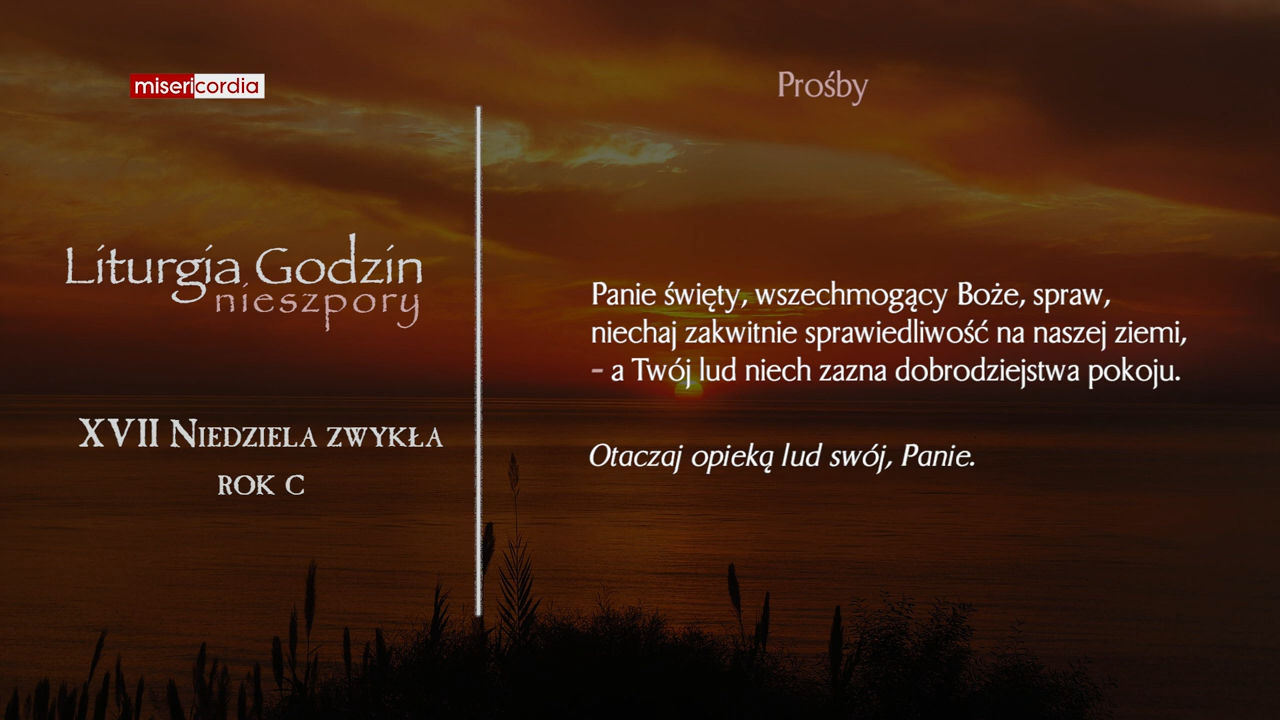 misericordia
Liturgia Godzin
nieszpory
XVII Niedziela zwykła
rok C
Prośby
Panie święty, wszechmogący Boże, spraw,
niechaj zakwitnie sprawiedliwość na naszej ziemi,
- a Twój lud niech zazna dobrodziejstwa pokoju.
Otaczaj opieką lud swój, Panie.